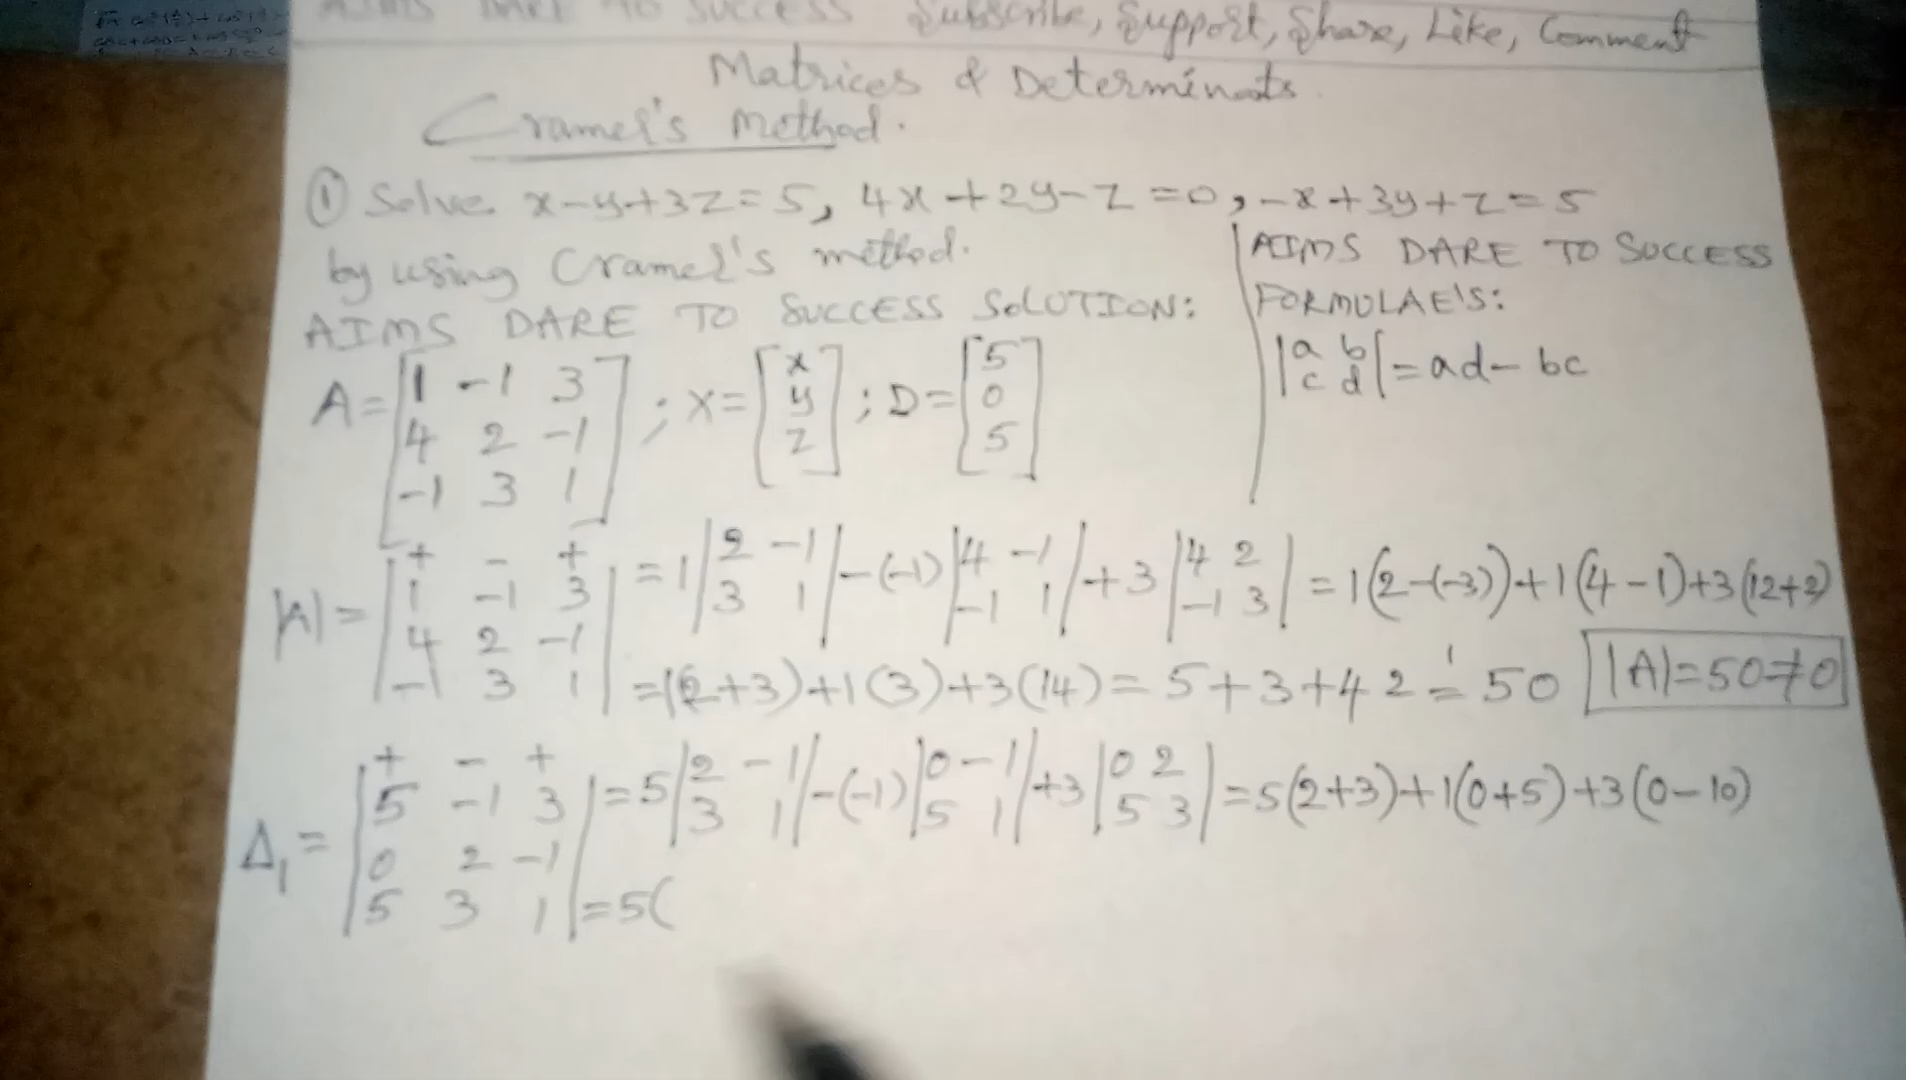 AIMS DARE TO SUCCESS Subscribe, Support, Share, Like, Comment
Matrices & Determinats.
Cramer's Method.
① Solve x-y+3z=5, 4x+2y-z=0, -x+3y+z=5
by using Cramer's method.
AIMS DARE TO SUCCESS SOLUTION:
AIMS DARE TO SUCCESS
FORMULAE'S:
|a b|
|c d| = ad - bc
A = [1 -1 3; 4 2 -1; -1 3 1] ; X = [x; y; z] ; D = [5; 0; 5]
+ - +
|A| = |1 -1 3; 4 2 -1; -1 3 1| = 1|2 -1; 3 1| -(-1)|4 -1; -1 1| +3|4 2; -1 3| = 1(2-(-3))+1(4-1)+3(12+2)
=1(2+3)+1(3)+3(14)= 5+3+42 = 50 |A|=50≠0
+ - +
Δ₁ = |5 -1 3; 0 2 -1; 5 3 1| = 5|2 -1; 3 1| -(-1)|0 -1; 5 1| +3|0 2; 5 3| = 5(2+3)+1(0+5)+3(0-10)
=5(